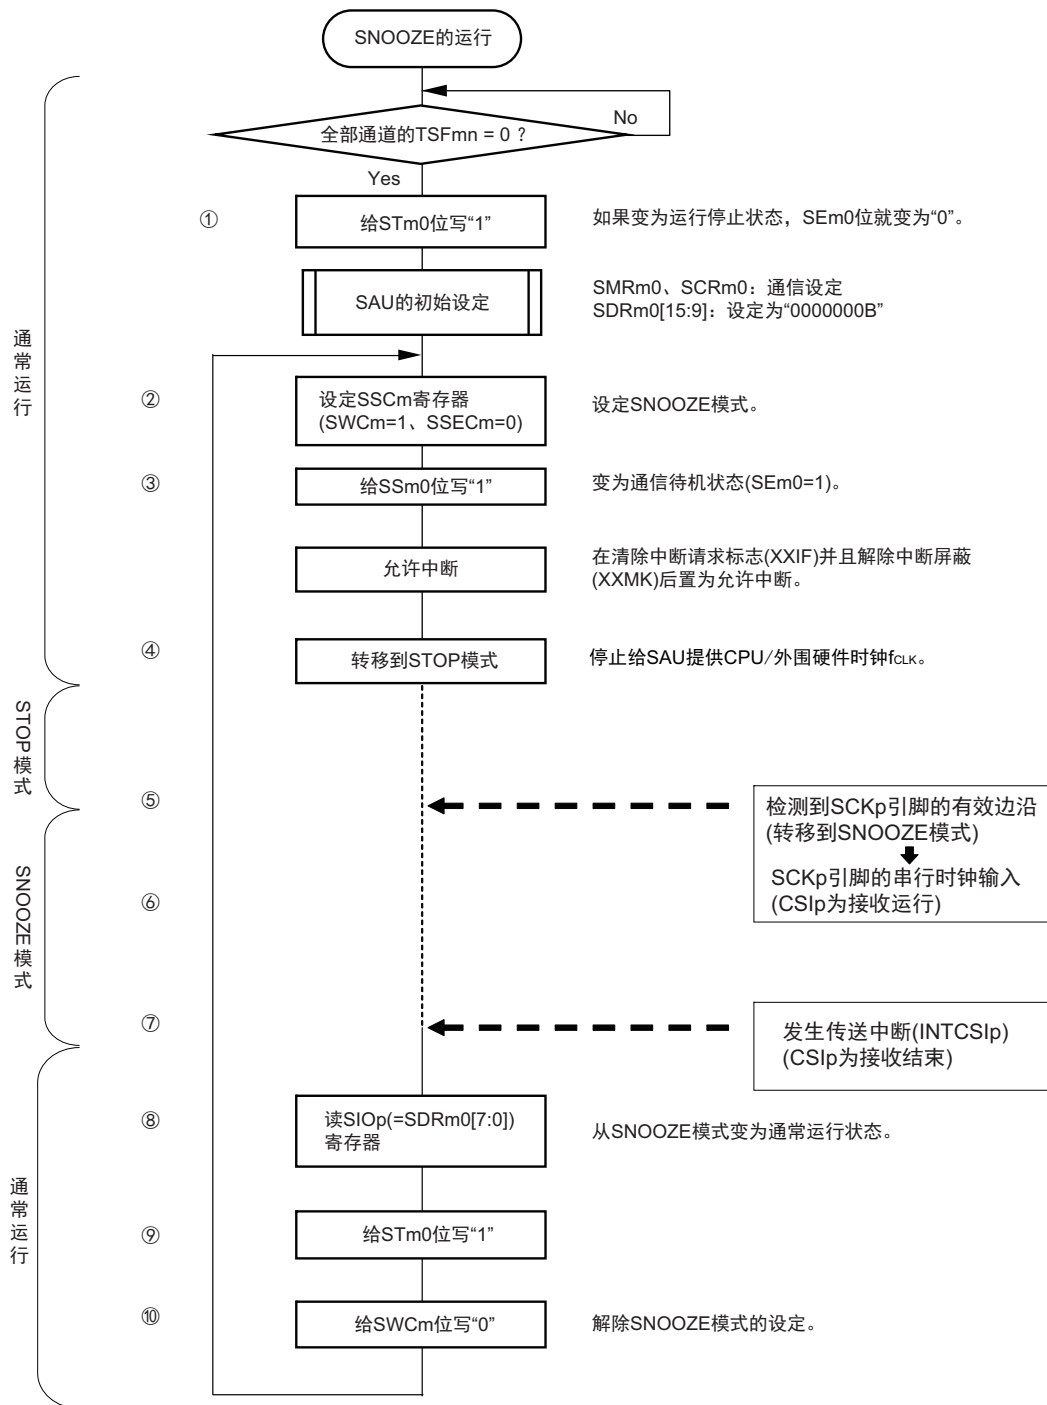 SNOOZE的运行
No
全部通道的TSFmn = 0 ?
Yes
①
给STm0位写“1”
如果变为运行停止状态，SEm0位就变为“0”。
SAU的初始设定
SMRm0、SCRm0：通信设定
SDRm0[15:9]：设定为“0000000B”
通常运行
②
设定SSCm寄存器
(SWCm=1、SSECm=0)
设定SNOOZE模式。
③
给SSm0位写“1”
变为通信待机状态(SEm0=1)。
允许中断
在清除中断请求标志(XXIF)并且解除中断屏蔽
(XXMK)后置为允许中断。
④
转移到STOP模式
停止给SAU提供CPU/外围硬件时钟fCLK。
STOP模式
⑤
检测到SCKp引脚的有效边沿
(转移到SNOOZE模式)
SCKp引脚的串行时钟输入
(CSIp为接收运行)
SNOOZE模式
⑥
⑦
发生传送中断(INTCSIp)
(CSIp为接收结束)
⑧
读SIOp(=SDRm0[7:0])
寄存器
从SNOOZE模式变为通常运行状态。
通常运行
⑨
给STm0位写“1”
⑩
给SWCm位写“0”
解除SNOOZE模式的设定。